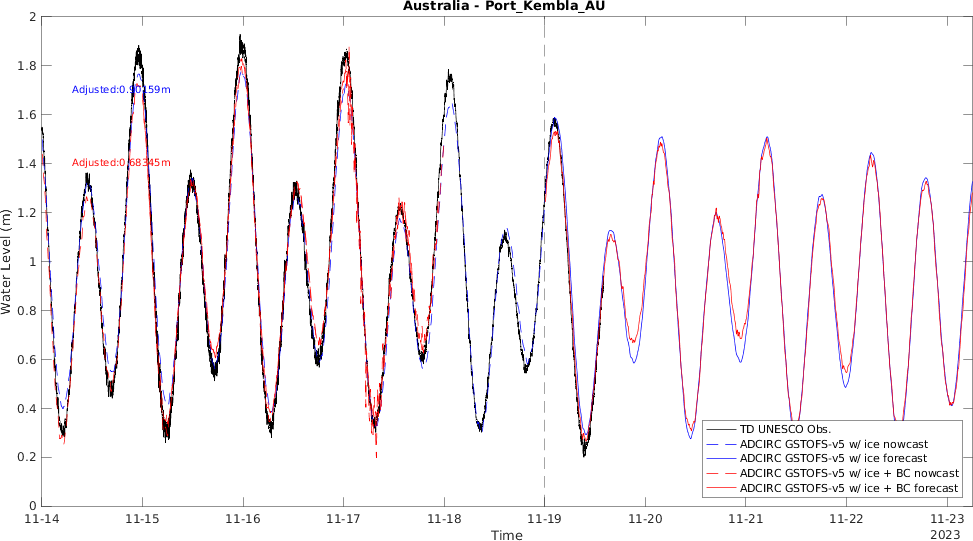 Australia - Port_Kembla_AU
2
1.8
1.6
1.4
1.2
1
0.8
0.6
0.4
0.2
0
Water Level (m)
Adjusted:0.90159m
Adjusted:0.68345m
TD UNESCO Obs.
ADCIRC GSTOFS-v5 w/ ice nowcast
ADCIRC GSTOFS-v5 w/ ice forecast
ADCIRC GSTOFS-v5 w/ ice + BC nowcast
ADCIRC GSTOFS-v5 w/ ice + BC forecast
11-14 11-15 11-16 11-17 11-18 11-19 11-20 11-21 11-22 11-23
Time
2023